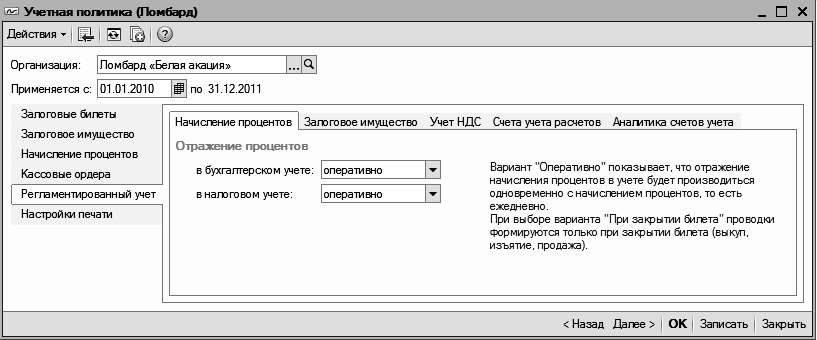 Учетная политика (Ломбард)
Действия
Организация: Ломбард «Белая акация» ...
Применяется с: 01.01.2010 по 31.12.2011
Залоговые билеты
Залоговое имущество
Начисление процентов
Кассовые ордера
Регламентированный учет
Настройки печати
Начисление процентов Залоговое имущество Учет НДС Счета учета расчетов Аналитика счетов учета
Отражение процентов
в бухгалтерском учете: оперативно
в налоговом учете: оперативно
Вариант "Оперативно" показывает, что отражение
начисления процентов в учете будет производиться
одновременно с начислением процентов, то есть
ежедневно.
При выборе варианта "При закрытии билета" проводки
формируются только при закрытии билета (выкуп,
изъятие, продажа).
< Назад Далее > OK Записать Закрыть